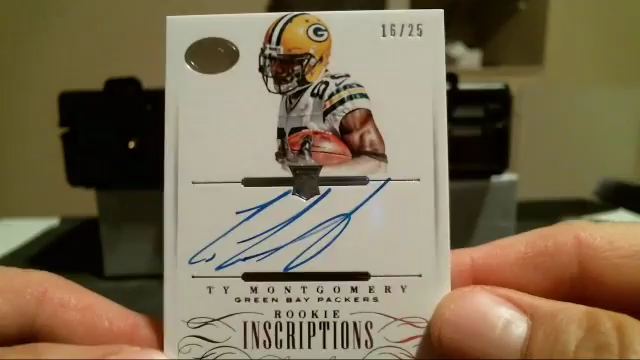 16/25
G
TY MONTGOMERY
GREEN BAY PACKERS
ROOKIE
INSCRIPTIONS